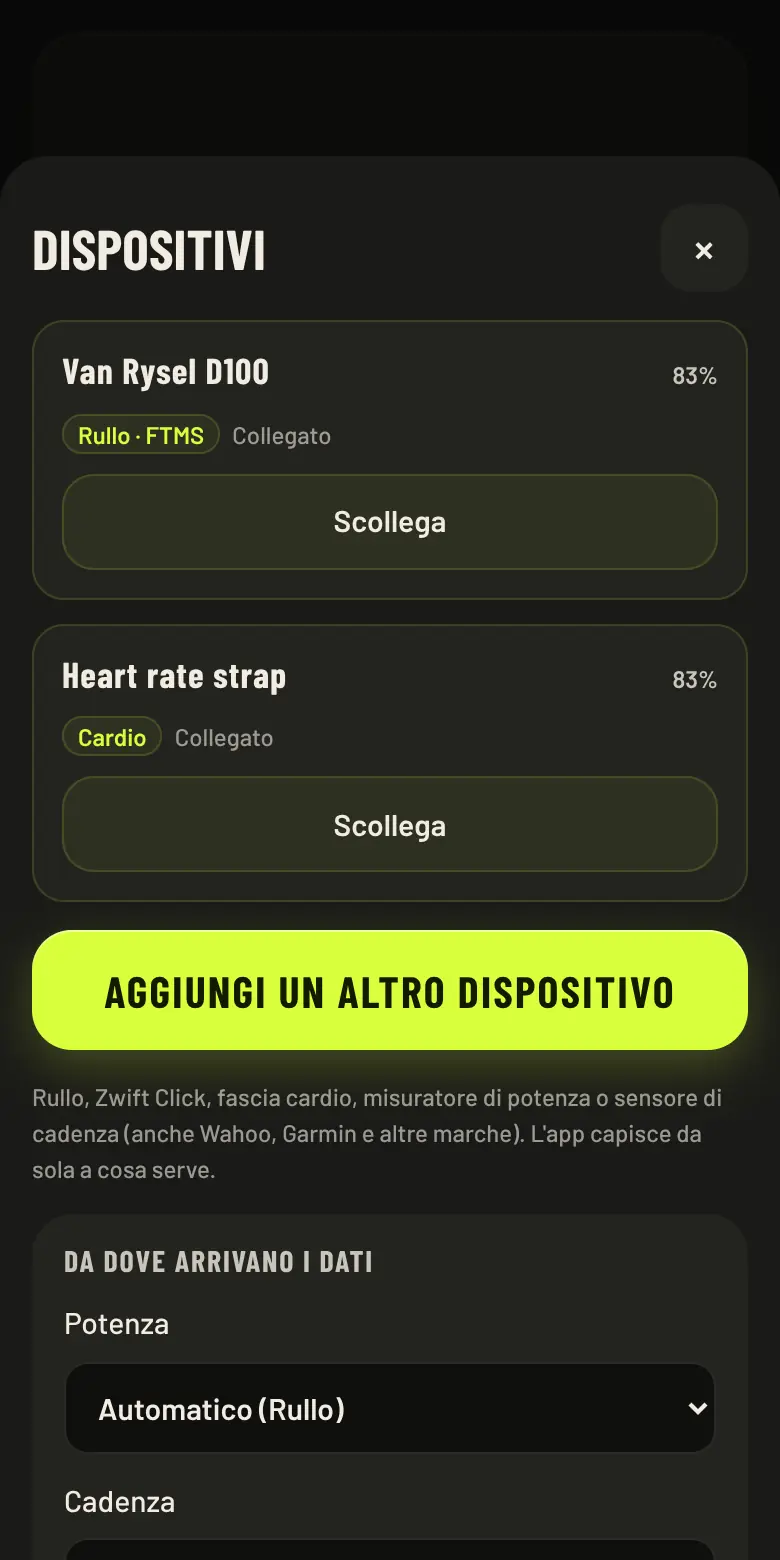 DISPOSITIVI
×
Van Rysel D100
83%
Rullo · FTMS
Collegato
Scollega
Heart rate strap
83%
Cardio
Collegato
Scollega
AGGIUNGI UN ALTRO DISPOSITIVO
Rullo, Zwift Click, fascia cardio, misuratore di potenza o sensore di
cadenza (anche Wahoo, Garmin e altre marche). L'app capisce da
sola a cosa serve.
DA DOVE ARRIVANO I DATI
Potenza
Automatico (Rullo)
Cadenza